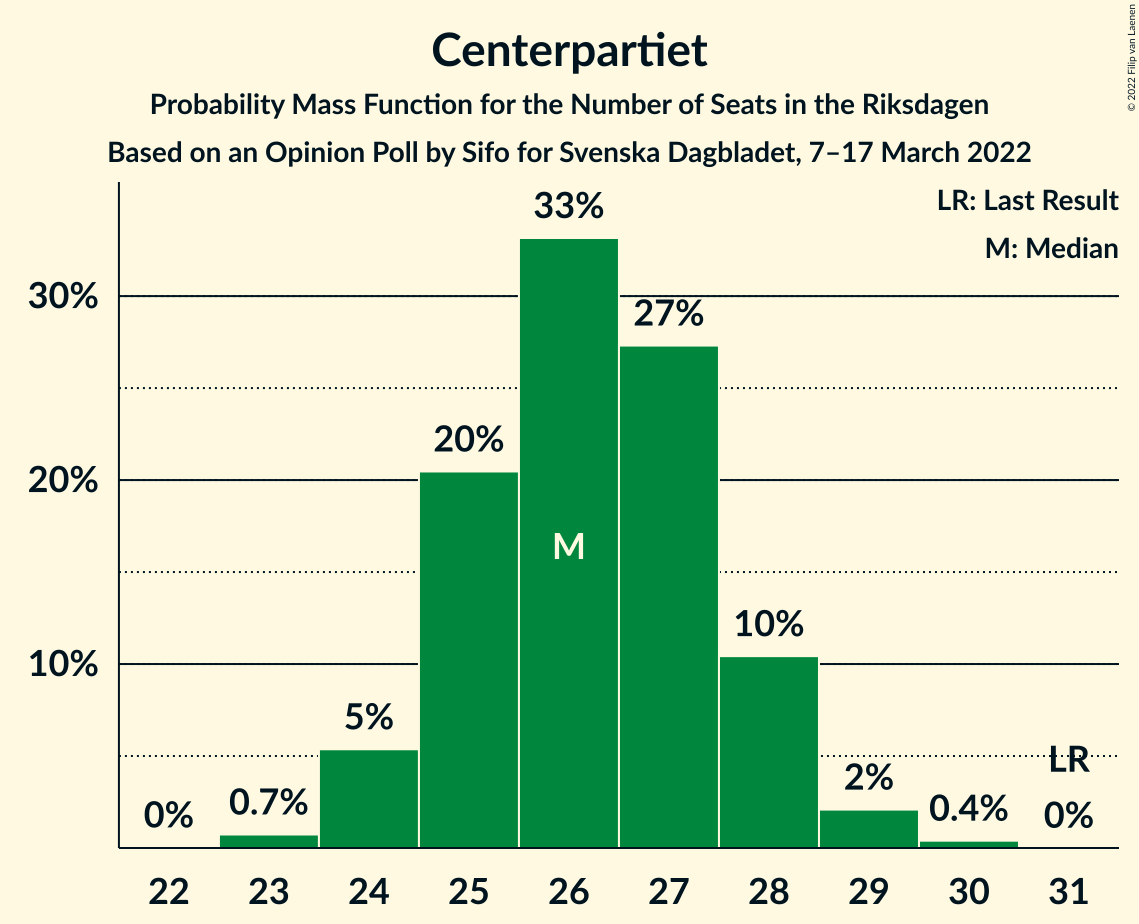 Centerpartiet
Probability Mass Function for the Number of Seats in the Riksdagen
Based on an Opinion Poll by Sifo for Svenska Dagbladet, 7–17 March 2022
© 2022 Filip van Laenen
LR: Last Result
M: Median
30%
20%
10%
0%
0.7%
5%
20%
33%
M
27%
10%
2%
0.4%
LR
0%
22 23 24 25 26 27 28 29 30 31